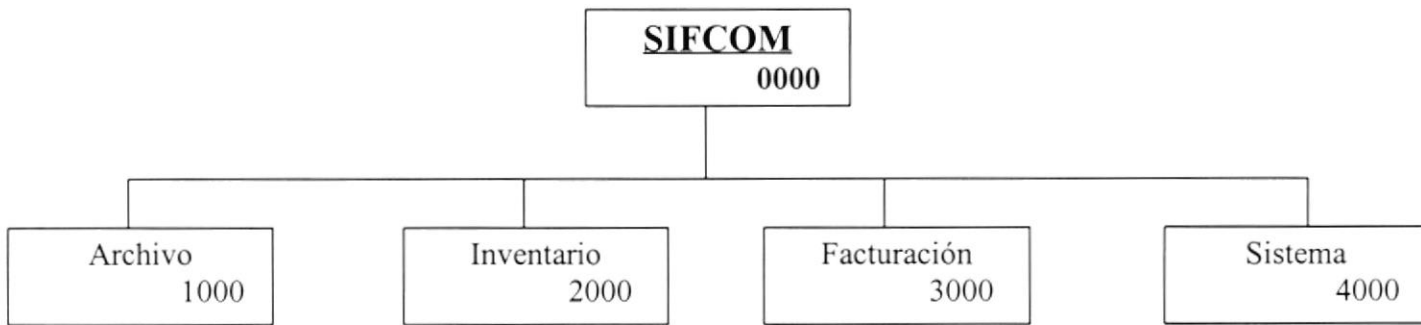 SIFCOM
0000
Archivo
1000
Inventario
2000
Facturación
3000
Sistema
4000